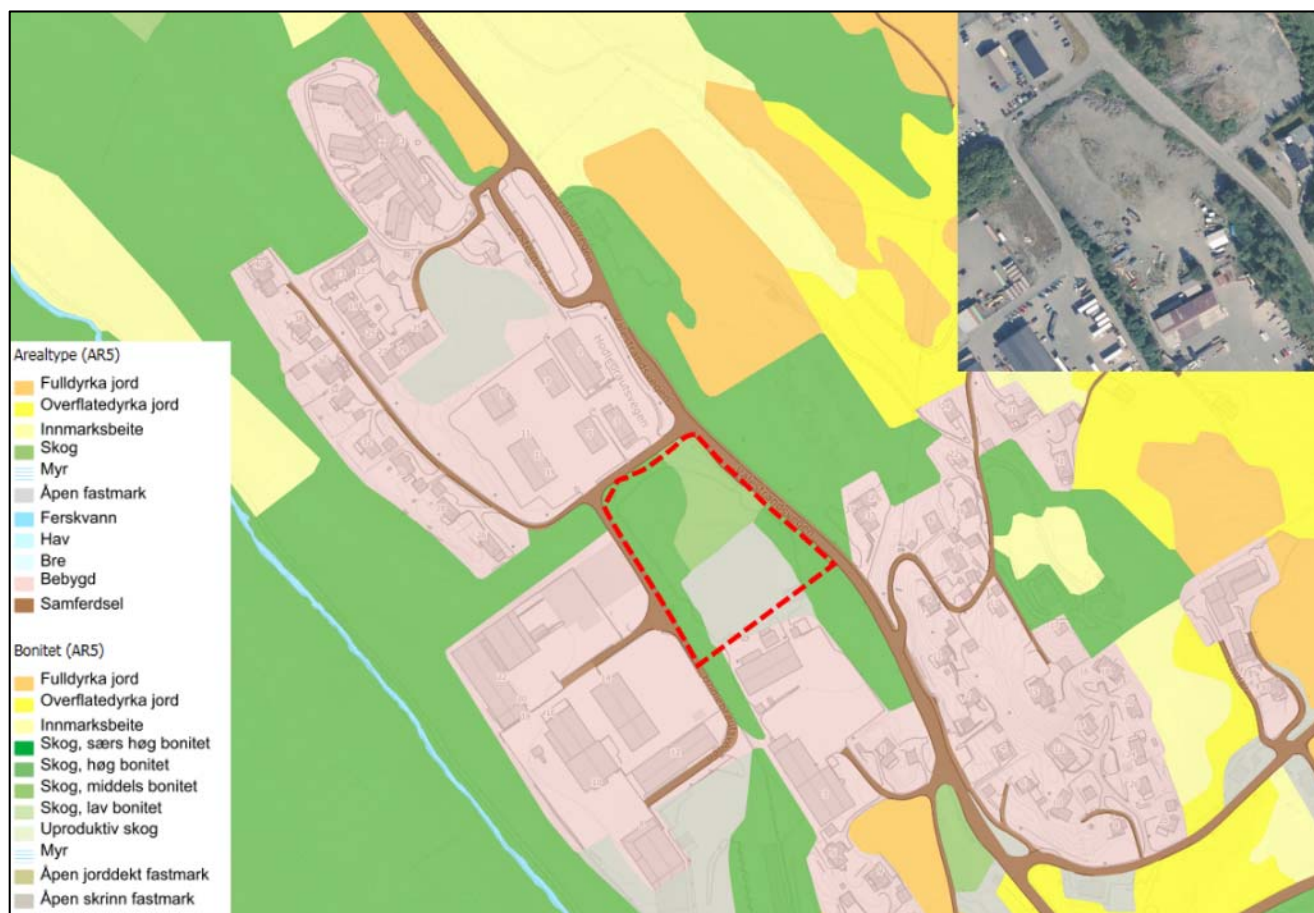 Hodlagrautsvegen
Arealtype (AR5)
Fulldyrka jord
Overflatedyrka jord
Innmarksbeite
Skog
Myr
Åpen fastmark
Ferskvann
Hav
Bre
Bebygd
Samferdsel
Bonitet (AR5)
Fulldyrka jord
Overflatedyrka jord
Innmarksbeite
Skog, særs høg bonitet
Skog, høg bonitet
Skog, middels bonitet
Skog, lav bonitet
Uproduktiv skog
Myr
Åpen jorddekt fastmark
Åpen skrinn fastmark